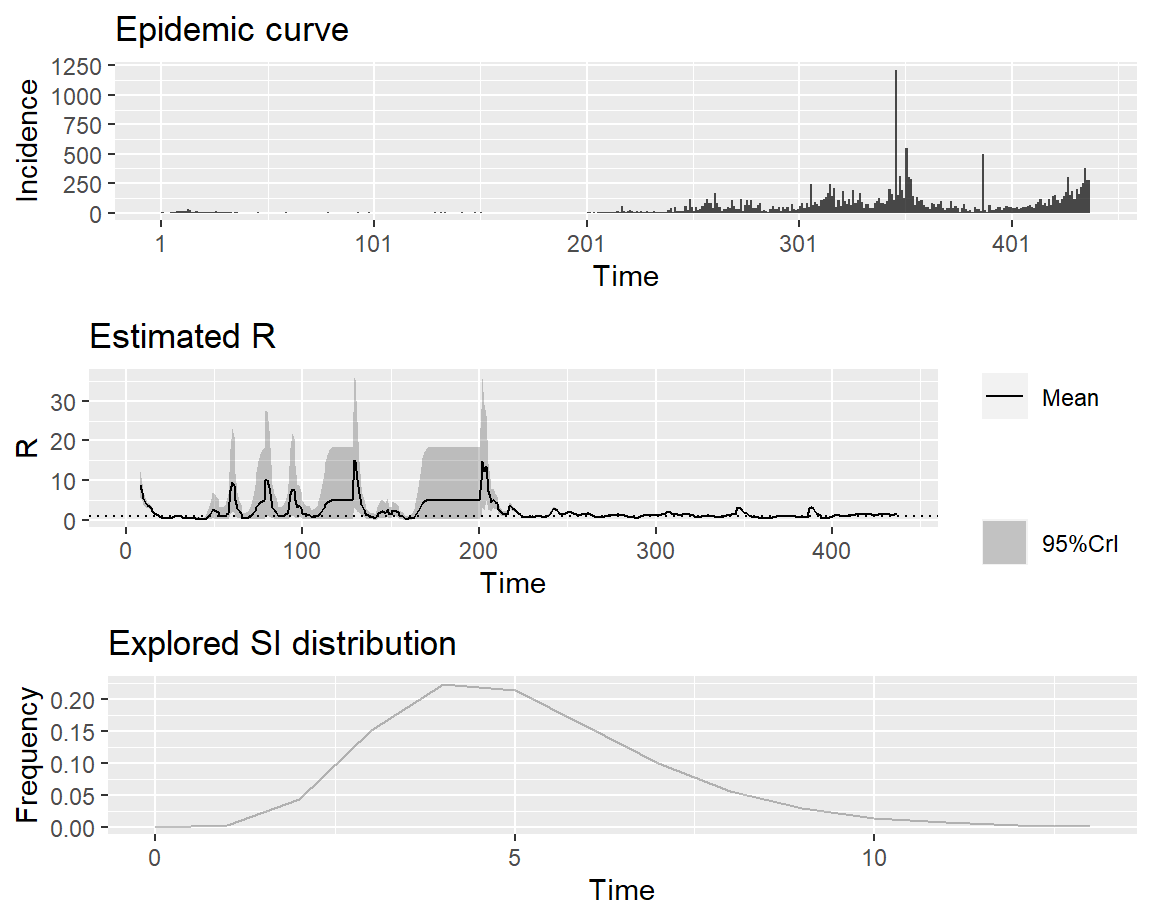 Epidemic curve
Incidence
1250
1000
750
500
250
0
1 101 201 301 401
Time
Estimated R
R
30
20
10
0
0 100 200 300 400
Time
Mean
95%CrI
Explored SI distribution
Frequency
0.20
0.15
0.10
0.05
0.00
0 5 10
Time